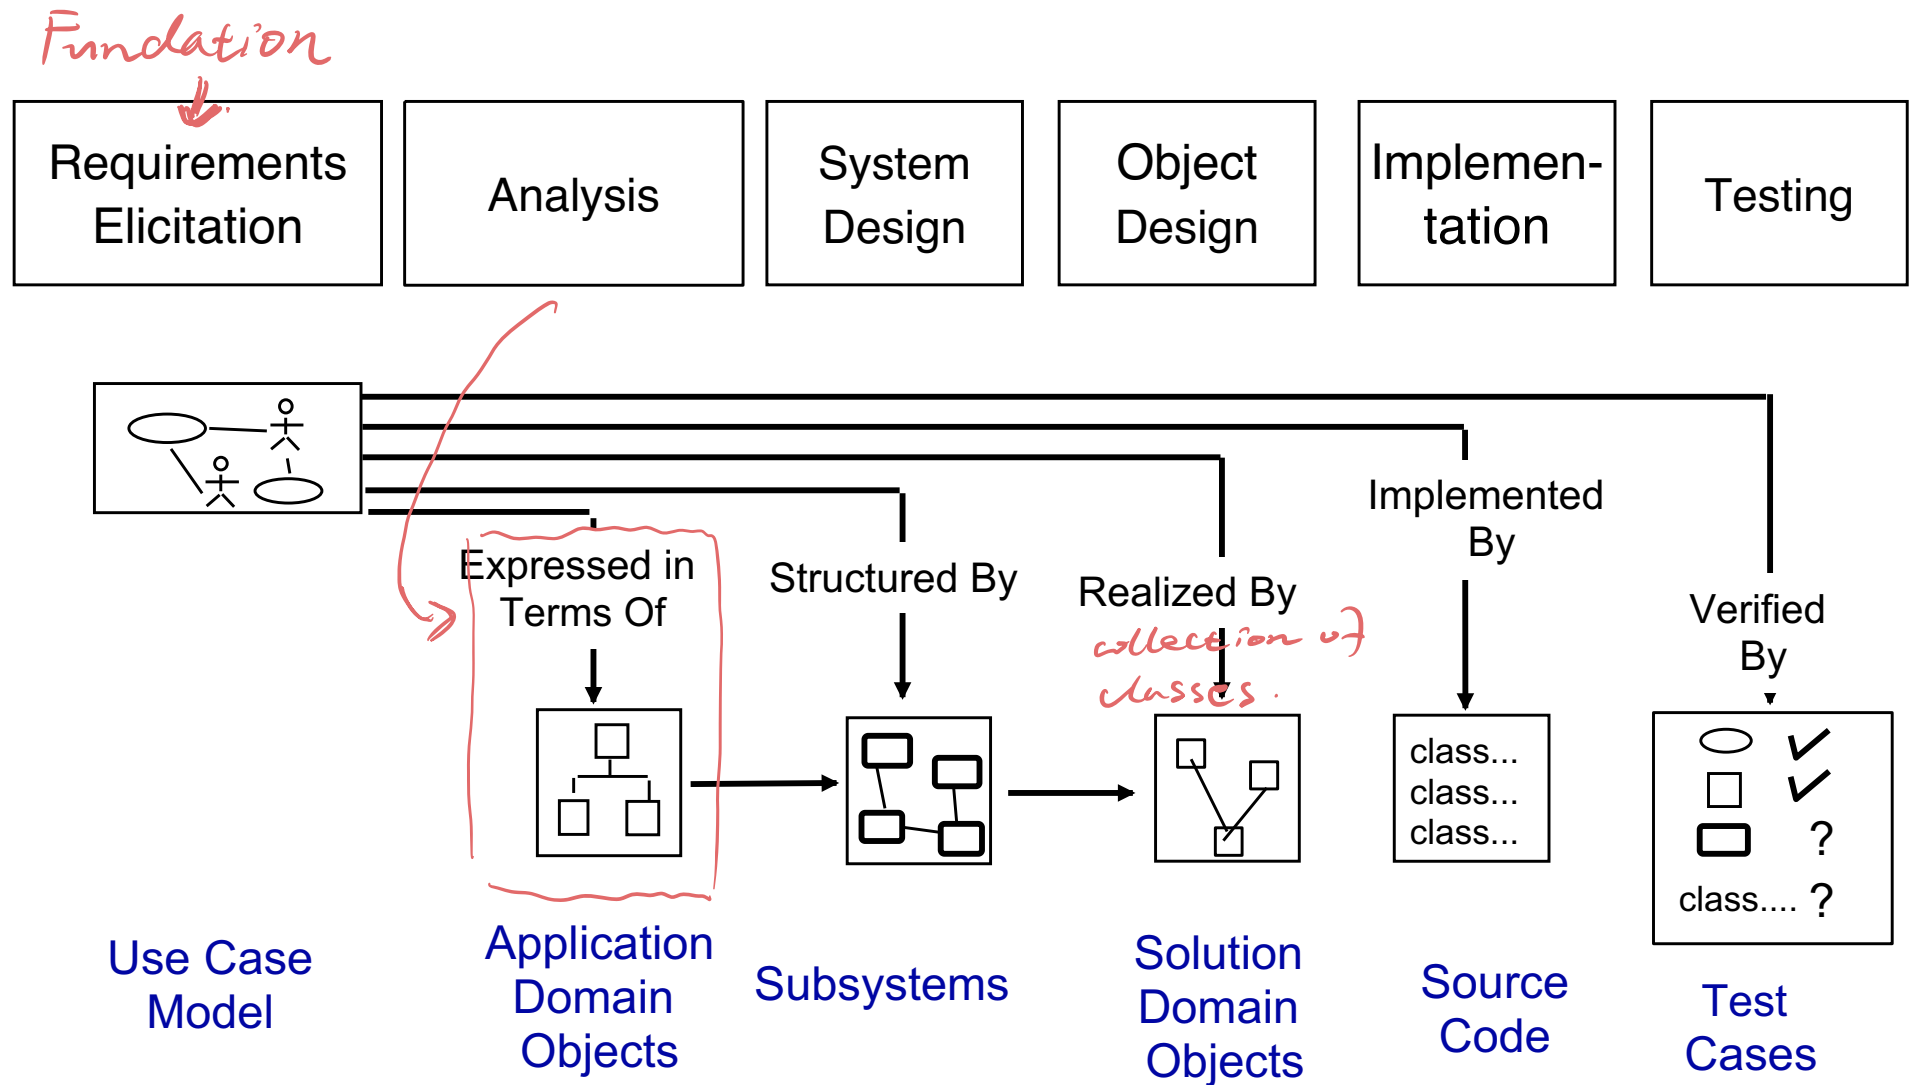 Fundation
Requirements
Elicitation
Analysis
System
Design
Object
Design
Implemen-
tation
Testing
Expressed in
Terms Of
Structured By
Realized By
collection of
classes.
Implemented
By
Verified
By
class...
class...
class...
?
class.... ?
Use Case
Model
Application
Domain
Objects
Subsystems
Solution
Domain
Objects
Source
Code
Test
Cases